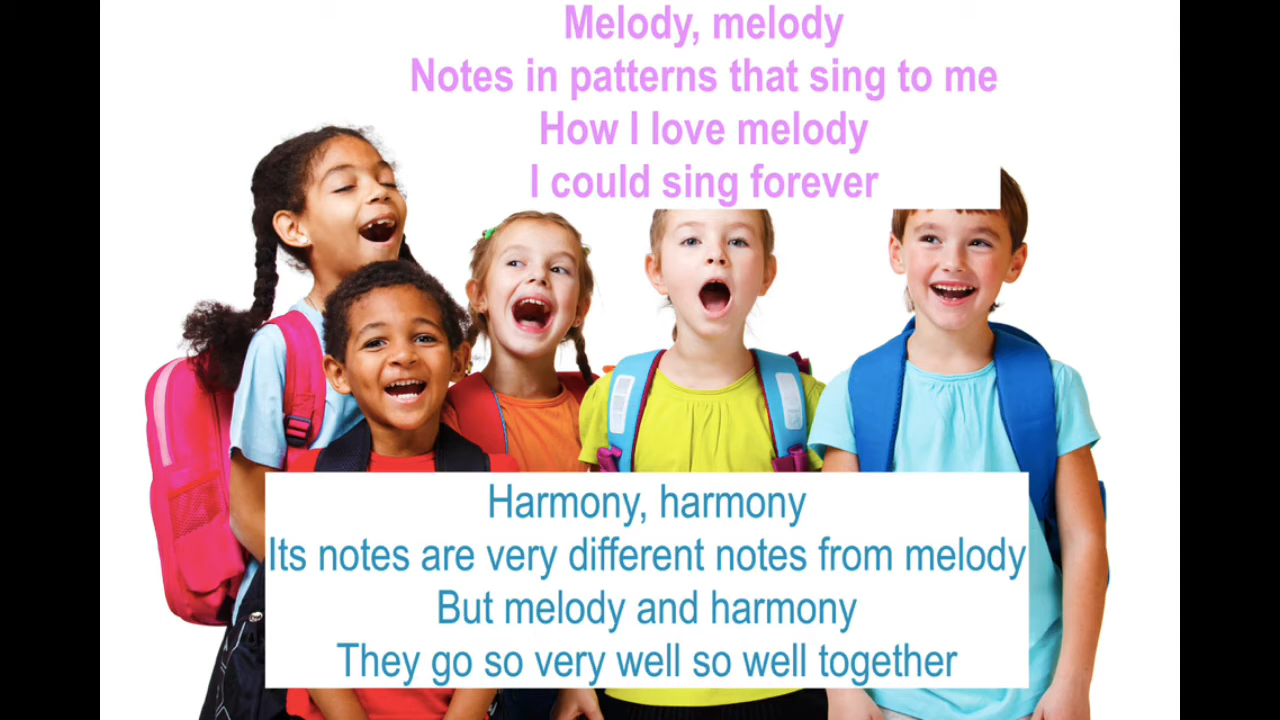 Melody, melody
Notes in patterns that sing to me
How I love melody
I could sing forever
Harmony, harmony
Its notes are very different notes from melody
But melody and harmony
They go so very well so well together